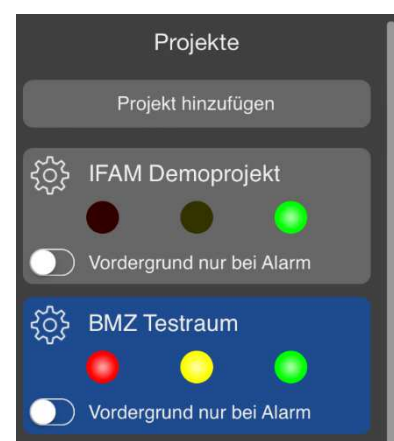 Projekte
Projekt hinzufügen
IFAM Demoprojekt
Vordergrund nur bei Alarm
BMZ Testraum
Vordergrund nur bei Alarm